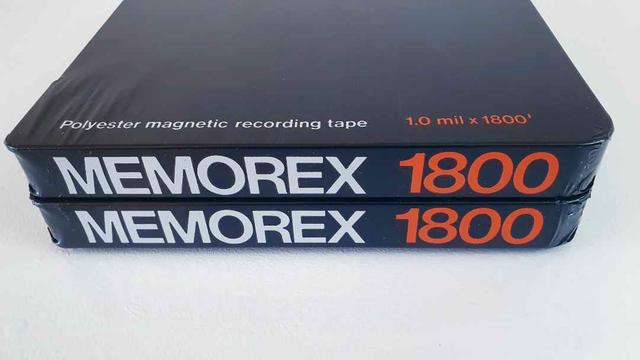 Polyester magnetic recording tape 1.0 mil x 1800'
MEMOREX 1800
MEMOREX 1800